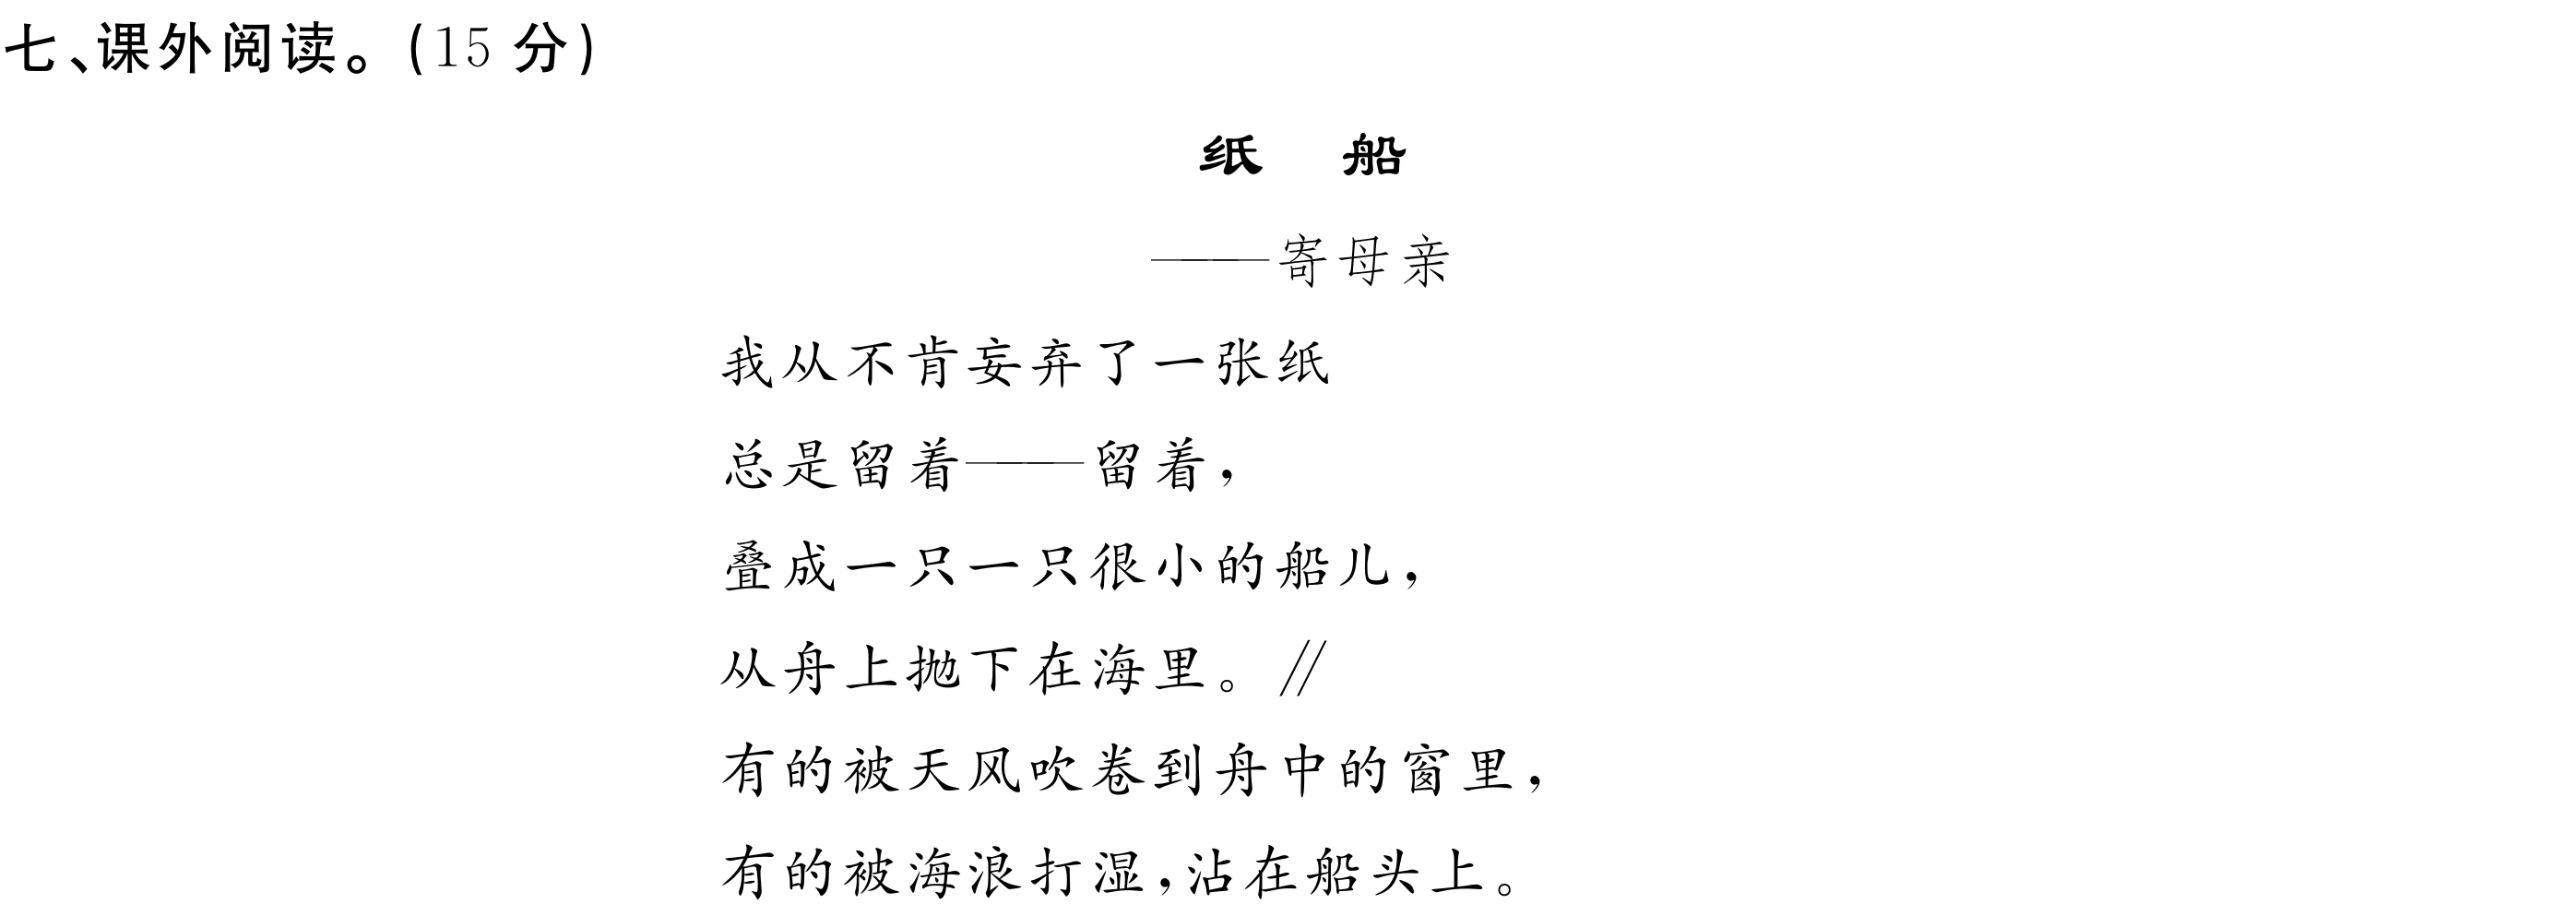 七、课外阅读。(15 分)
纸 船
——寄母亲
我从不肯妄弃了一张纸
总是留着——留着，
叠成一只一只很小的船儿，
从舟上抛下在海里。//
有的被天风吹卷到舟中的窗里，
有的被海浪打湿，沾在船头上。